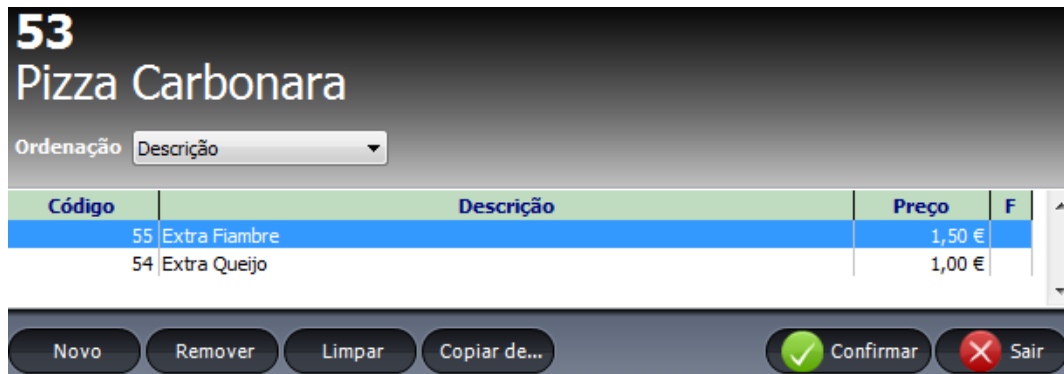 53
Pizza Carbonara
Ordenação Descrição
Código Descrição Preço F
55 Extra Fiambre 1,50 €
54 Extra Queijo 1,00 €
Novo Remover Limpar Copiar de... Confirmar Sair